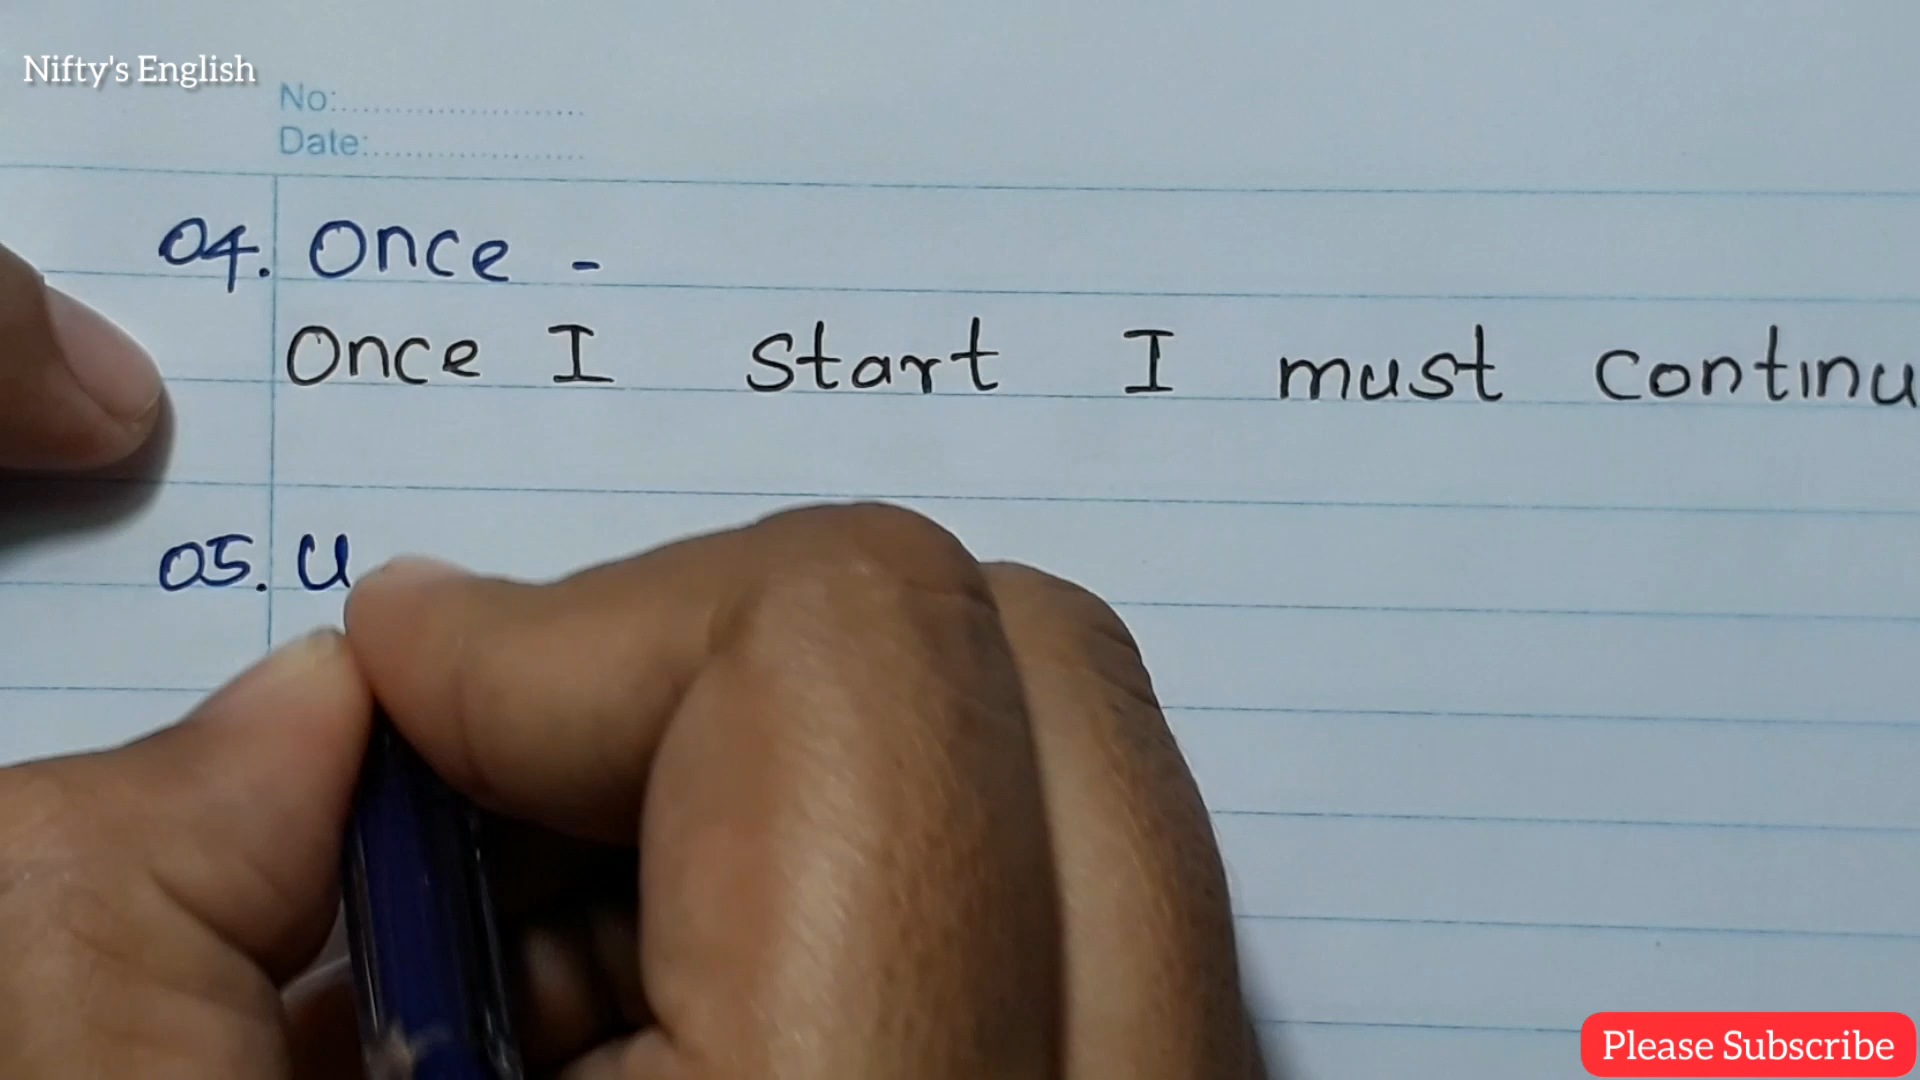 Nifty's English
No:
Date:
04. Once -
Once I start I must continu
05. U
Please Subscribe